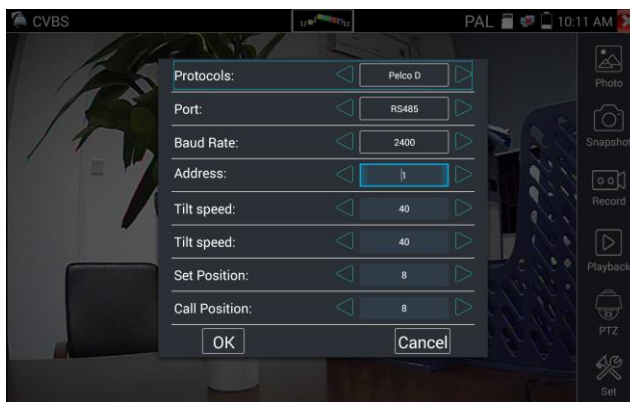 CVBS PAL 10:11 AM
Protocols: Pelco D
Port: RS485
Baud Rate: 2400
Address: 1
Tilt speed: 40
Tilt speed: 40
Set Position: 8
Call Position: 8
OK Cancel
Photo
Snapshot
Record
Playback
PTZ
Set